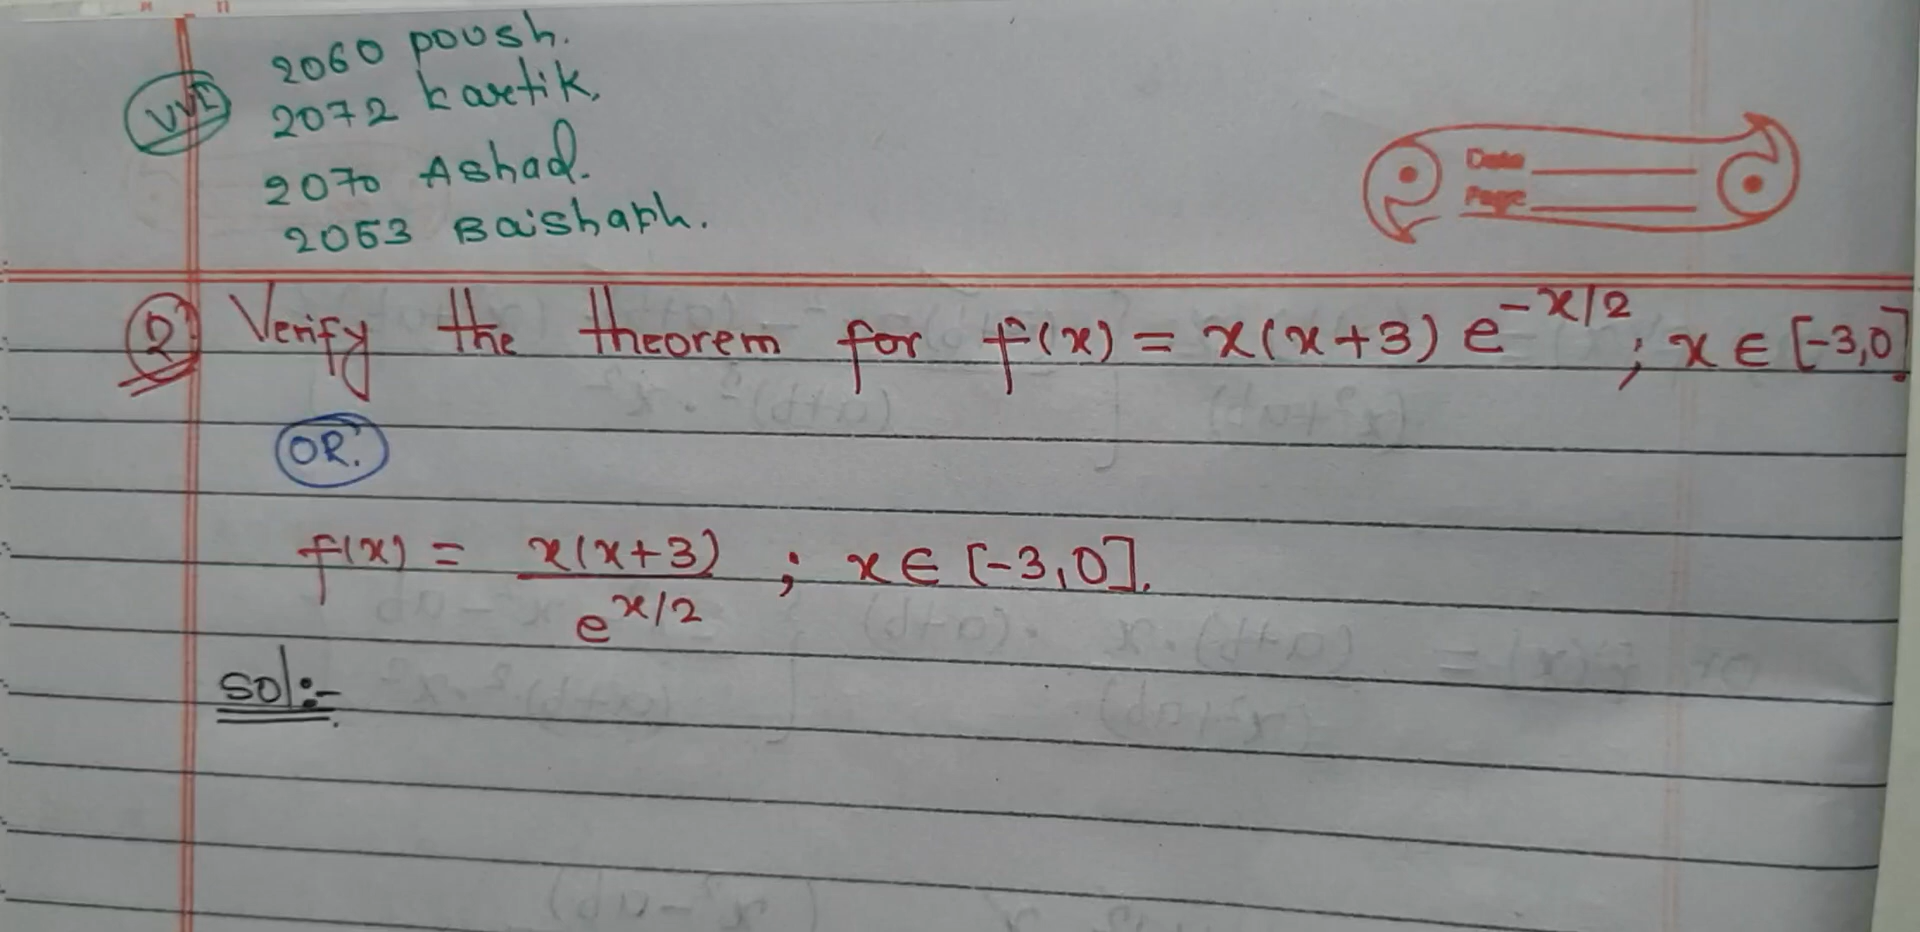 VVI
2060 poush.
2072 kartik.
2070 Ashad.
2053 Baishakh.
Date
Page
Q. Verify the theorem for f(x) = x(x+3) e^{-x/2} ; x ∈ [-3,0]
OR.
f(x) = x(x+3) / e^{x/2} ; x ∈ [-3,0].
Sol:-